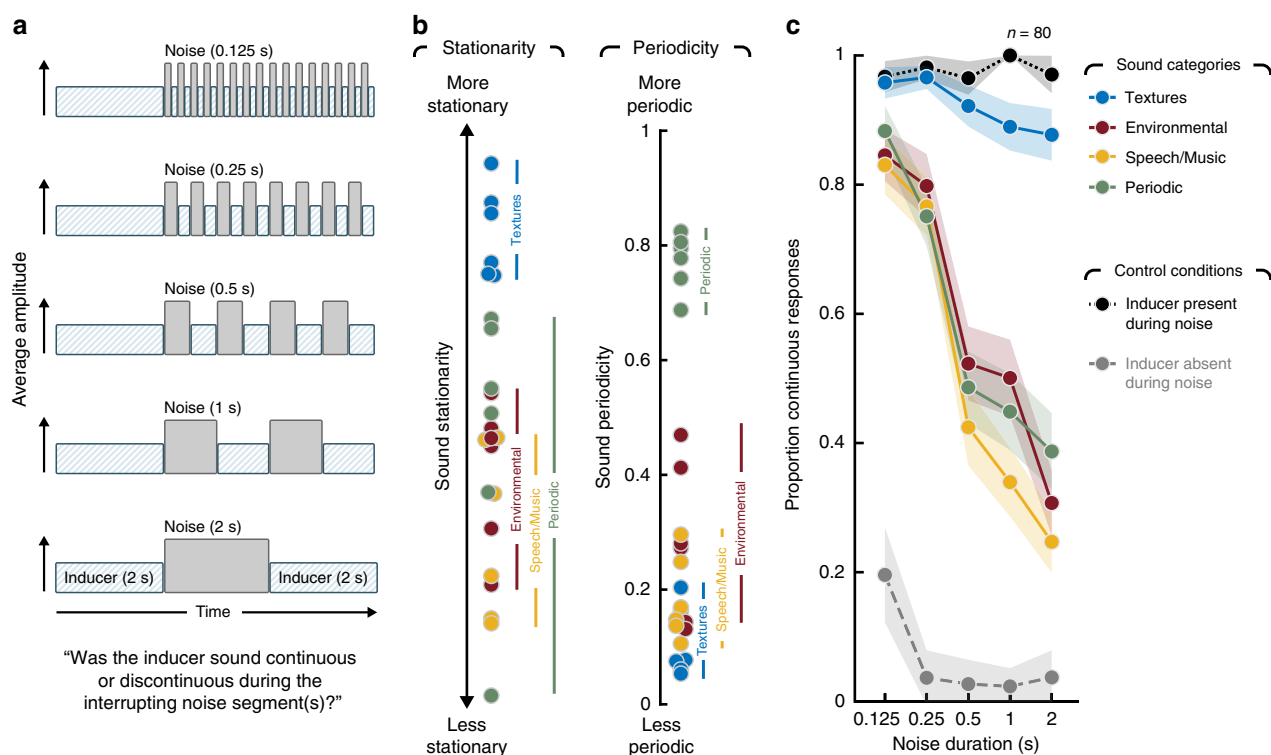 a
Noise (0.125 s)
Noise (0.25 s)
Noise (0.5 s)
Noise (1 s)
Noise (2 s)
Inducer (2 s)
Inducer (2 s)
Average amplitude
Time
“Was the inducer sound continuous
or discontinuous during the
interrupting noise segment(s)?”
b
Stationarity
More
stationary
Sound stationarity
Textures
Environmental
Speech/Music
Periodic
Less
stationary
Periodicity
More
periodic
1
0.8
0.6
0.4
0.2
0
Sound periodicity
Periodic
Environmental
Speech/Music
Textures
Less
periodic
c
n = 80
1
0.8
0.6
0.4
0.2
0
Proportion continuous responses
0.125 0.25 0.5 1 2
Noise duration (s)
Sound categories
Textures
Environmental
Speech/Music
Periodic
Control conditions
Inducer present
during noise
Inducer absent
during noise